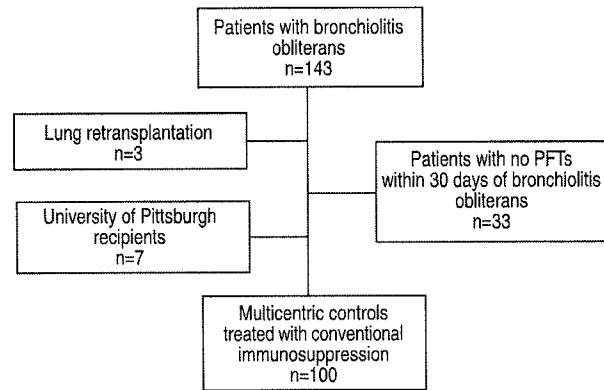 Patients with bronchiolitis
obliterans
n=143
Lung retransplantation
n=3
Patients with no PFTs
within 30 days of bronchiolitis
obliterans
n=33
University of Pittsburgh
recipients
n=7
Multicentric controls
treated with conventional
immunosuppression
n=100